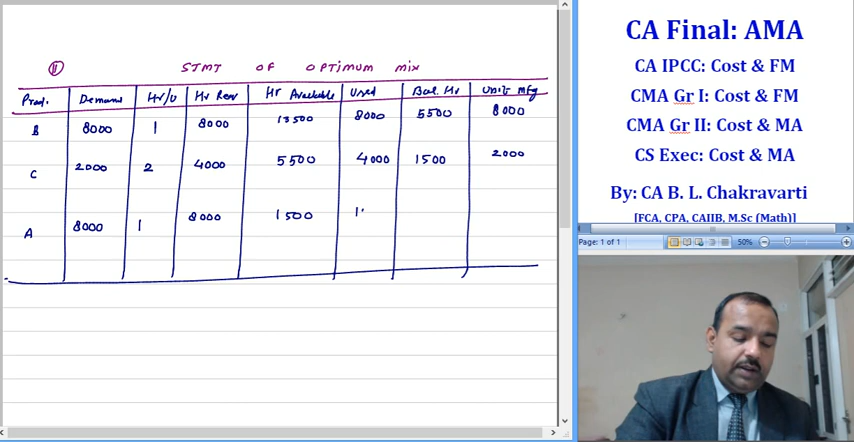 (ii) STMT OF OPTIMUM MIX
Prod. Demand Hr/U Hr Req Hr Available Used Bal. Hr Units Mfg
B 8000 1 8000 13500 8000 5500 8000
C 2000 2 4000 5500 4000 1500 2000
A 8000 1 8000 1500 1
CA Final: AMA
CA IPCC: Cost & FM
CMA Gr I: Cost & FM
CMA Gr II: Cost & MA
CS Exec: Cost & MA
By: CA B. L. Chakravarti
[FCA, CPA, CAIIB, M.Sc (Math)]
Page: 1 of 1 50%